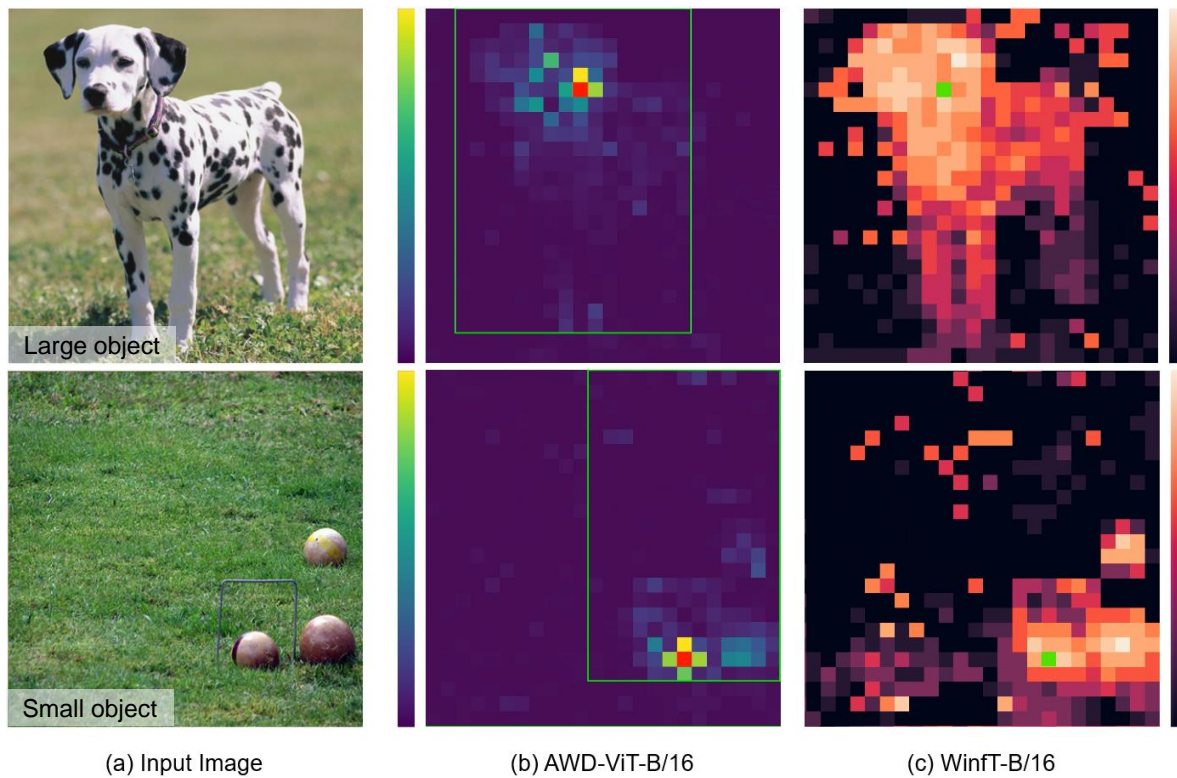 Large object
Small object
(a) Input Image
(b) AWD-ViT-B/16
(c) WinfT-B/16